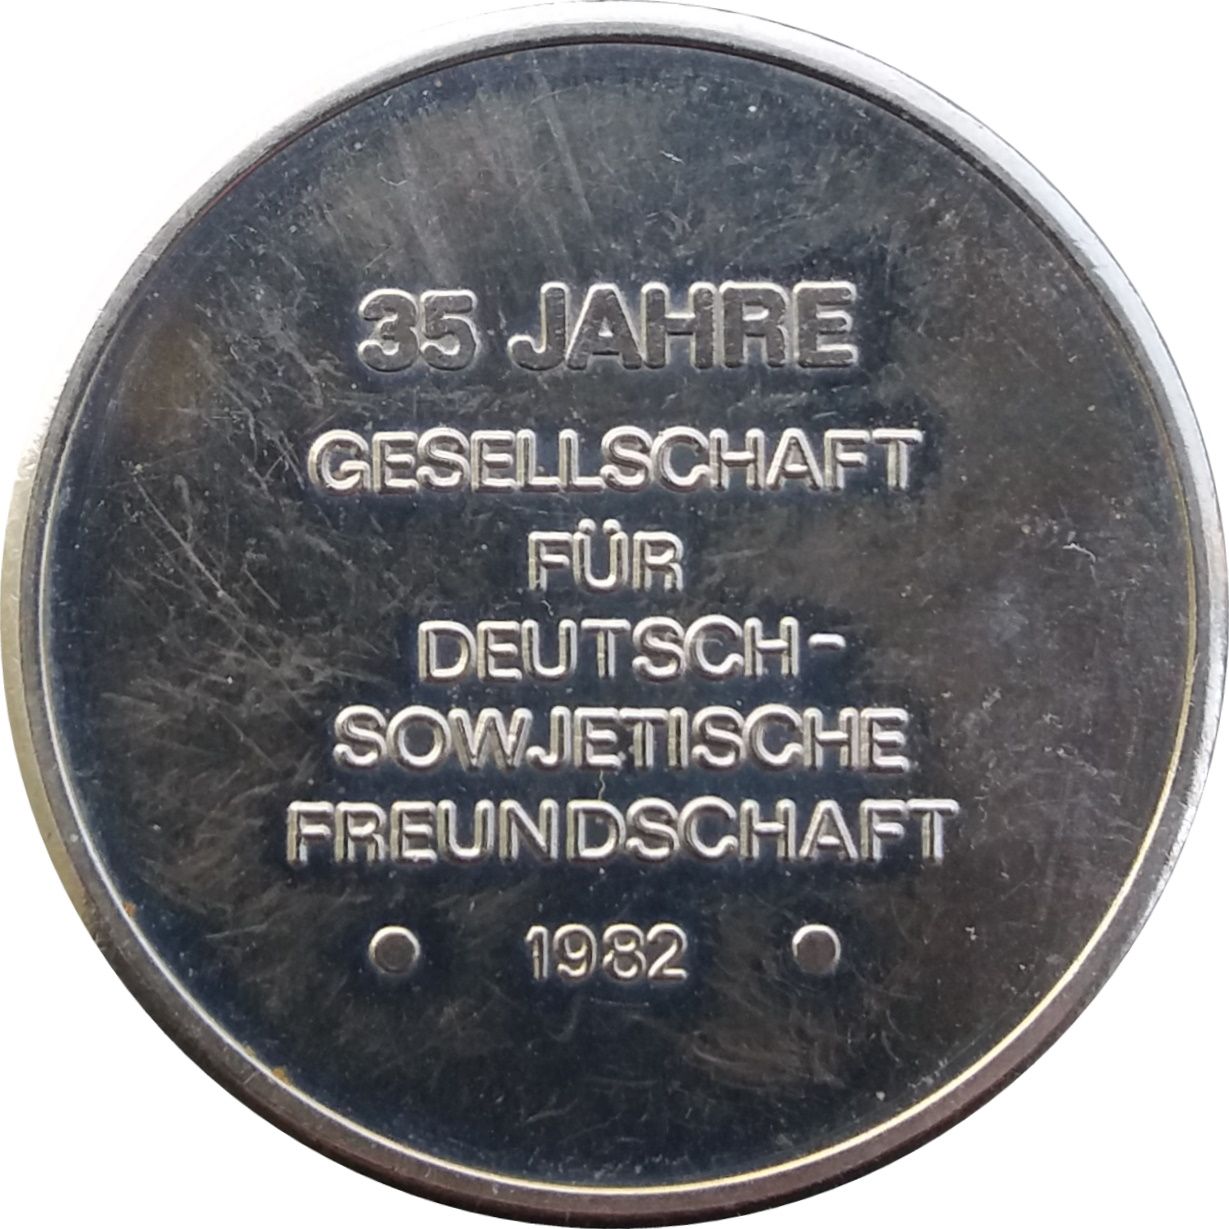 35 JAHRE
GESELLSCHAFT
FÜR
DEUTSCH-
SOWJETISCHE
FREUNDSCHAFT
• 1982 •